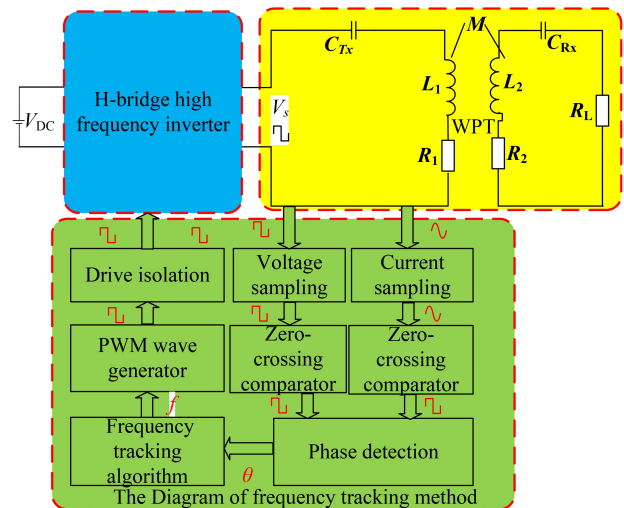 V_DC
H-bridge high
frequency inverter
V_s
C_Tx
M
C_Rx
L_1
L_2
R_L
WPT
R_1
R_2
Drive isolation
Voltage
sampling
Current
sampling
PWM wave
generator
Zero-
crossing
comparator
Zero-
crossing
comparator
f
Frequency
tracking
algorithm
θ
Phase detection
The Diagram of frequency tracking method